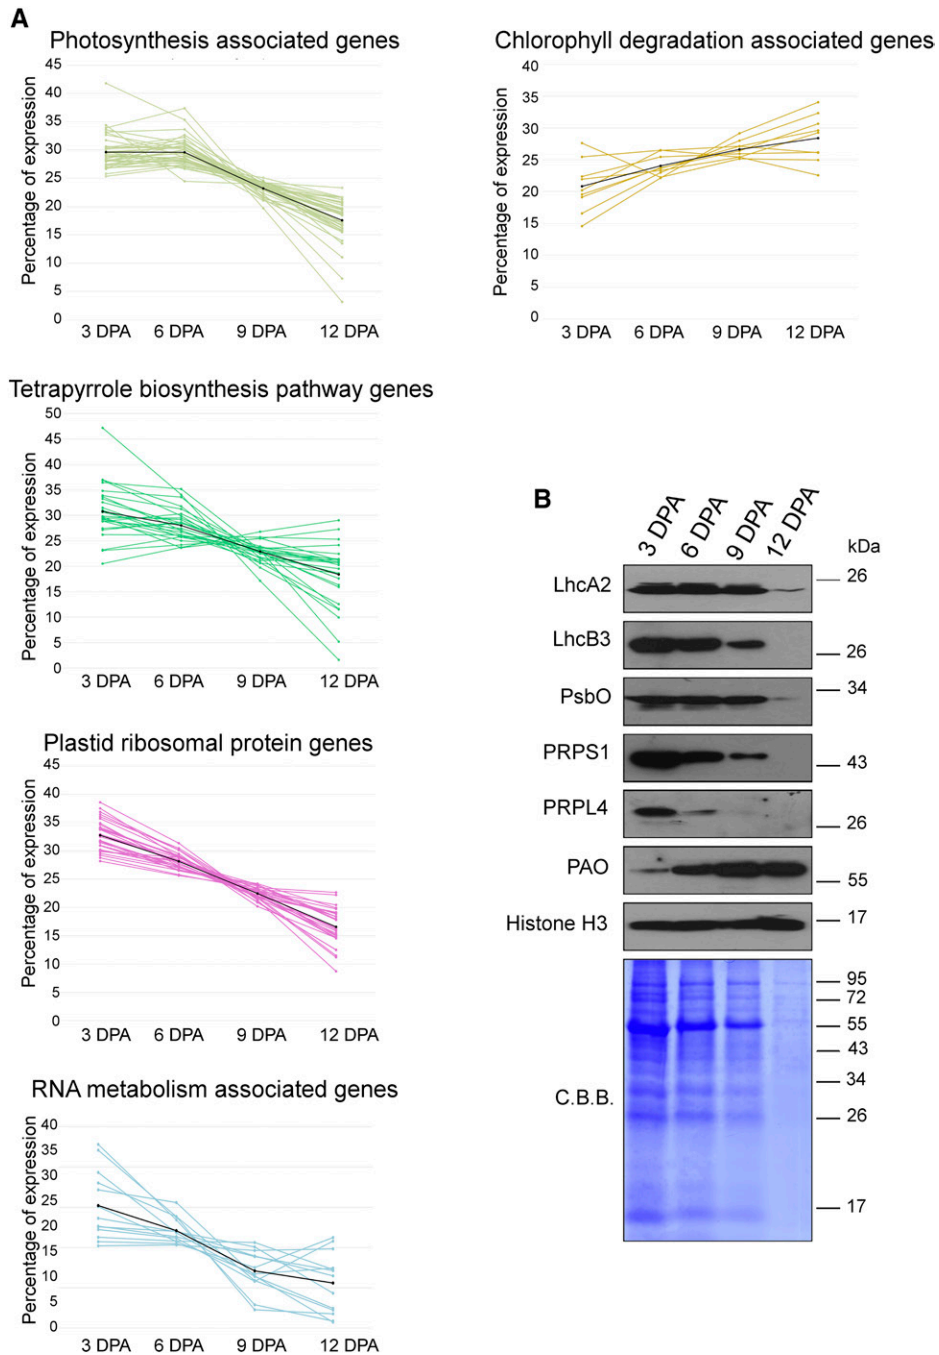 A
Photosynthesis associated genes
Percentage of expression
45
40
35
30
25
20
15
10
5
0
3 DPA 6 DPA 9 DPA 12 DPA
Chlorophyll degradation associated genes
Percentage of expression
40
35
30
25
20
15
10
5
0
3 DPA 6 DPA 9 DPA 12 DPA
Tetrapyrrole biosynthesis pathway genes
Percentage of expression
50
45
40
35
30
25
20
15
10
5
0
3 DPA 6 DPA 9 DPA 12 DPA
Plastid ribosomal protein genes
Percentage of expression
45
40
35
30
25
20
15
10
5
0
3 DPA 6 DPA 9 DPA 12 DPA
RNA metabolism associated genes
Percentage of expression
40
35
30
20
15
10
5
0
3 DPA 6 DPA 9 DPA 12 DPA
B
3 DPA 6 DPA 9 DPA 12 DPA
kDa
LhcA2 26
LhcB3 26
PsbO 34
PRPS1 43
PRPL4 26
PAO 55
Histone H3 17
C.B.B.
95
72
55
43
34
26
17